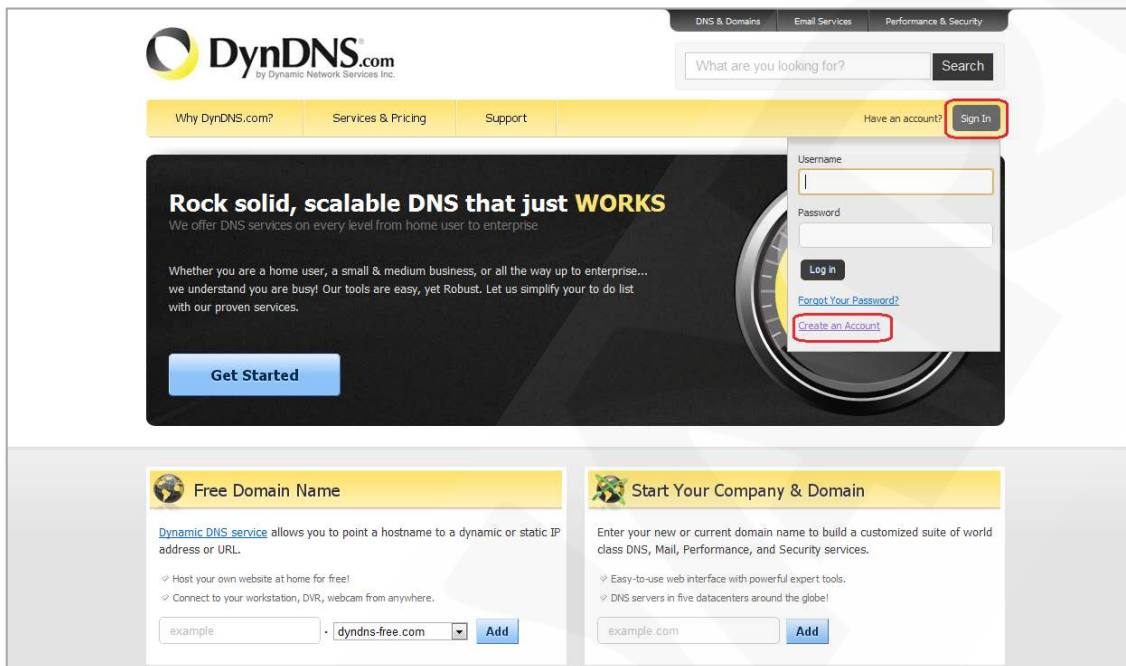 DNS & Domains Email Services Performance & Security
DynDNS.com
by Dynamic Network Services Inc.
What are you looking for? Search
Why DynDNS.com? Services & Pricing Support Have an account? Sign In
Username
Password
Log in
Forgot Your Password?
Create an Account
Rock solid, scalable DNS that just WORKS
We offer DNS services on every level from home user to enterprise
Whether you are a home user, a small & medium business, or all the way up to enterprise...
we understand you are busy! Our tools are easy, yet Robust. Let us simplify your to do list
with our proven services.
Get Started
Free Domain Name
Dynamic DNS service allows you to point a hostname to a dynamic or static IP
address or URL.
Host your own website at home for free!
Connect to your workstation, DVR, webcam from anywhere.
example . dyndns-free.com Add
Start Your Company & Domain
Enter your new or current domain name to build a customized suite of world
class DNS, Mail, Performance, and Security services.
Easy-to-use web interface with powerful expert tools.
DNS servers in five datacenters around the globe!
example.com Add